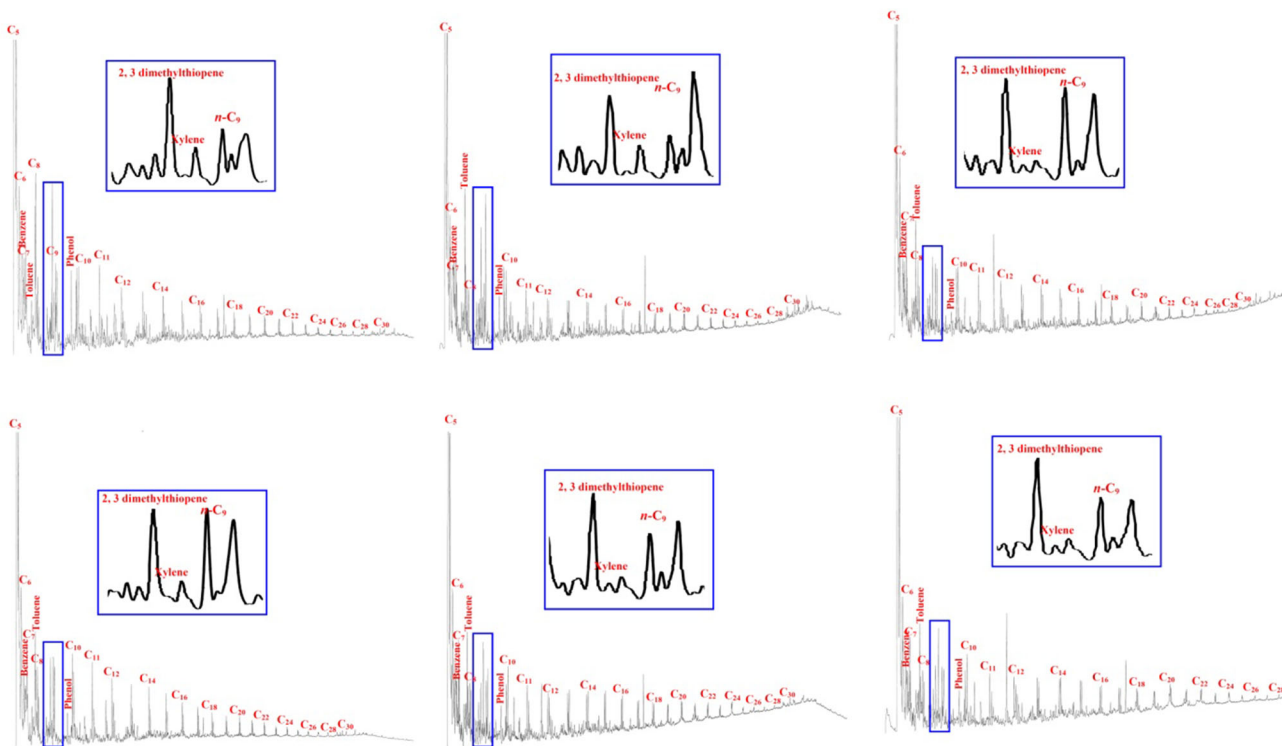 C5
2, 3 dimethylthiopene
Xylene
n-C9
C8
C6
Benzene
C7
Toluene
C9
Phenol
C10
C11
C12
C14
C16
C18
C20
C22
C24
C26
C28
C30
C5
2, 3 dimethylthiopene
Xylene
n-C9
Toluene
C6
Benzene
C7
Phenol
C10
C11
C12
C14
C16
C18
C20
C22
C24
C26
C28
C30
C5
2, 3 dimethylthiopene
Xylene
n-C9
C6
Toluene
Benzene
C8
Phenol
C10
C11
C12
C14
C16
C18
C20
C22
C24
C26
C28
C30
C5
2, 3 dimethylthiopene
Xylene
n-C9
C6
Toluene
Benzene
C8
Phenol
C10
C11
C12
C14
C16
C18
C20
C22
C24
C26
C28
C30
C5
2, 3 dimethylthiopene
Xylene
n-C9
C6
Toluene
C7
Benzene
Phenol
C10
C11
C12
C14
C16
C18
C20
C22
C24
C26
C28
C30
C5
2, 3 dimethylthiopene
Xylene
n-C9
C6
Toluene
C7
Benzene
C8
Phenol
C10
C11
C12
C14
C16
C18
C20
C22
C24
C26